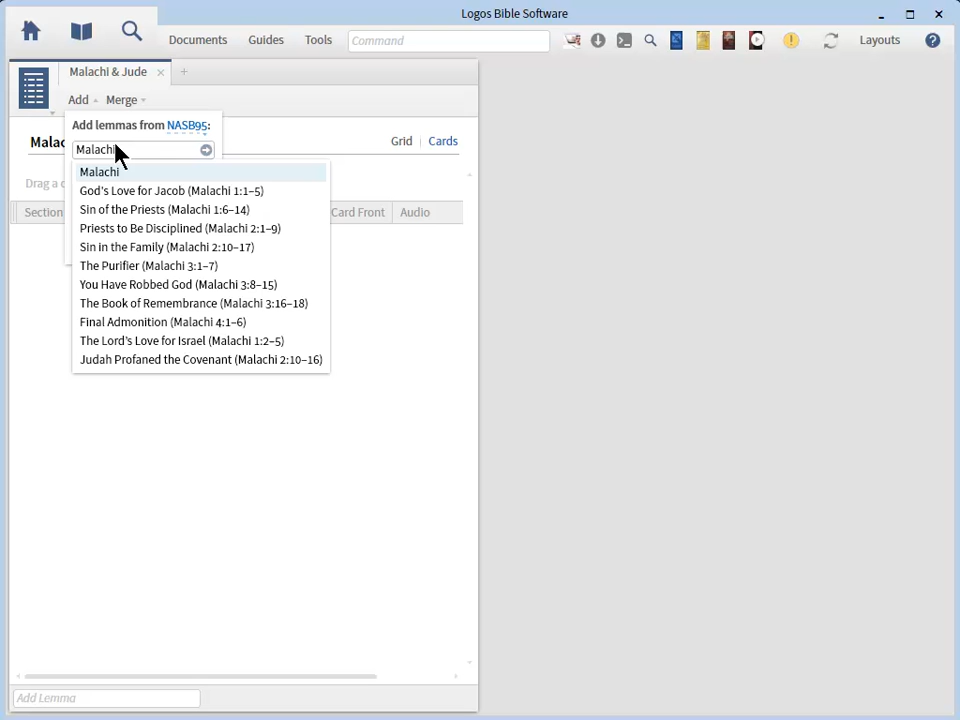 Logos Bible Software
Documents
Guides
Tools
Command
Layouts
Malachi & Jude
Add
Merge
Add lemmas from NASB95:
Malachi
Grid
Cards
Malachi
God's Love for Jacob (Malachi 1:1–5)
Sin of the Priests (Malachi 1:6–14)
Priests to Be Disciplined (Malachi 2:1–9)
Sin in the Family (Malachi 2:10–17)
The Purifier (Malachi 3:1–7)
You Have Robbed God (Malachi 3:8–15)
The Book of Remembrance (Malachi 3:16–18)
Final Admonition (Malachi 4:1–6)
The Lord's Love for Israel (Malachi 1:2–5)
Judah Profaned the Covenant (Malachi 2:10–16)
Drag a
Section
Card Front
Audio
Add Lemma